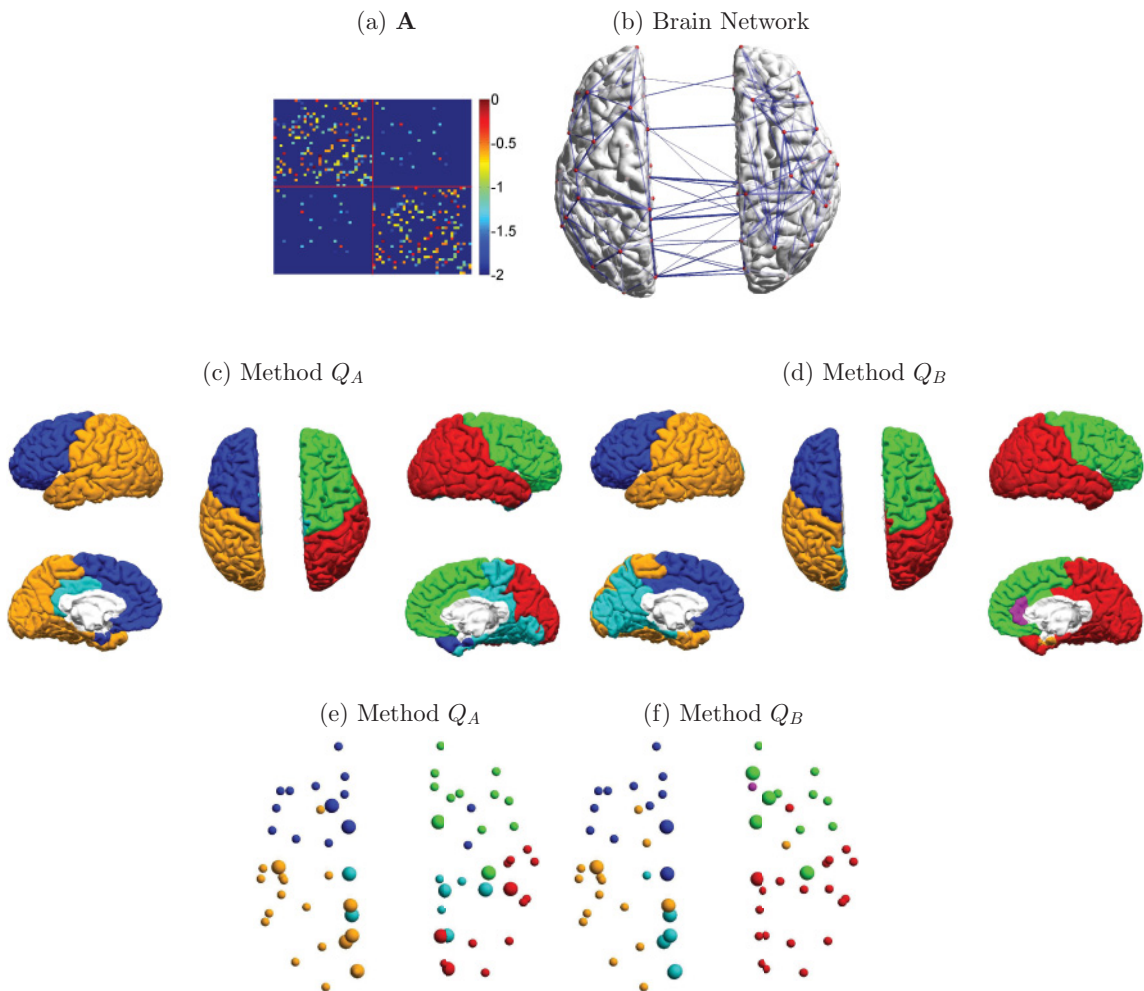 (a) A
(b) Brain Network
0
-0.5
-1
-1.5
-2
(c) Method Q_A
(d) Method Q_B
(e) Method Q_A
(f) Method Q_B